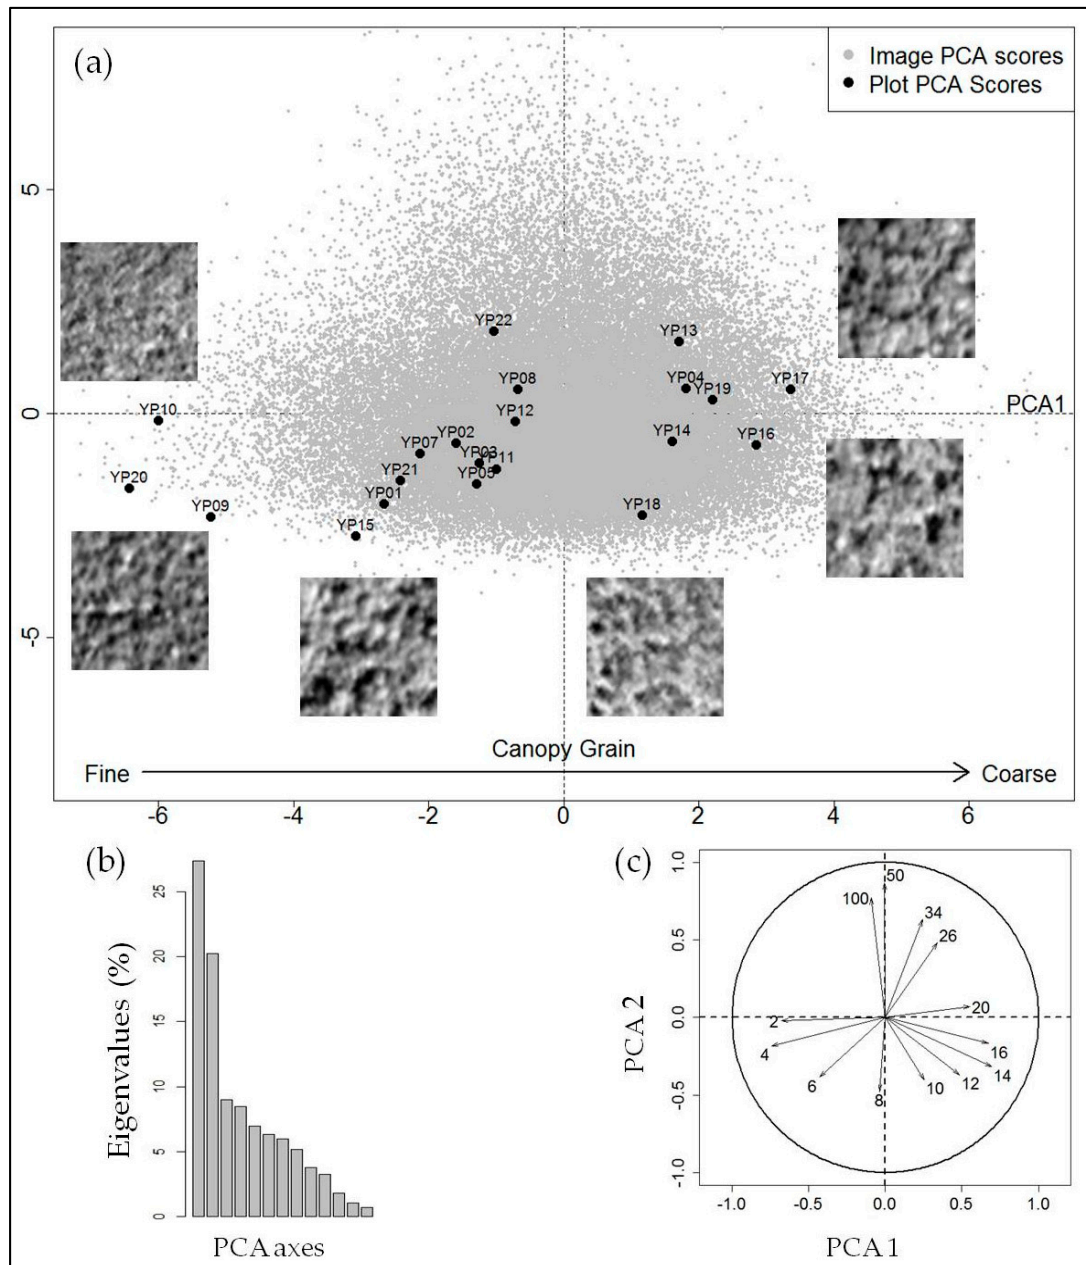 (a)
Image PCA scores
Plot PCA Scores
5
0
-5
YP22
YP13
YP08
YP04
YP19
YP17
PCA1
YP10
YP12
YP14
YP16
YP02
YP07
YP03
YP11
YP21
YP05
YP20
YP01
YP09
YP15
YP18
Canopy Grain
Fine
Coarse
-6 -4 -2 0 2 4 6
(b)
Eigenvalues (%)
25
20
15
10
5
0
PCA axes
(c)
PCA 2
1.0
0.5
0.0
-0.5
-1.0
50
100
34
26
20
2
4
16
14
6
12
10
8
-1.0 -0.5 0.0 0.5 1.0
PCA 1